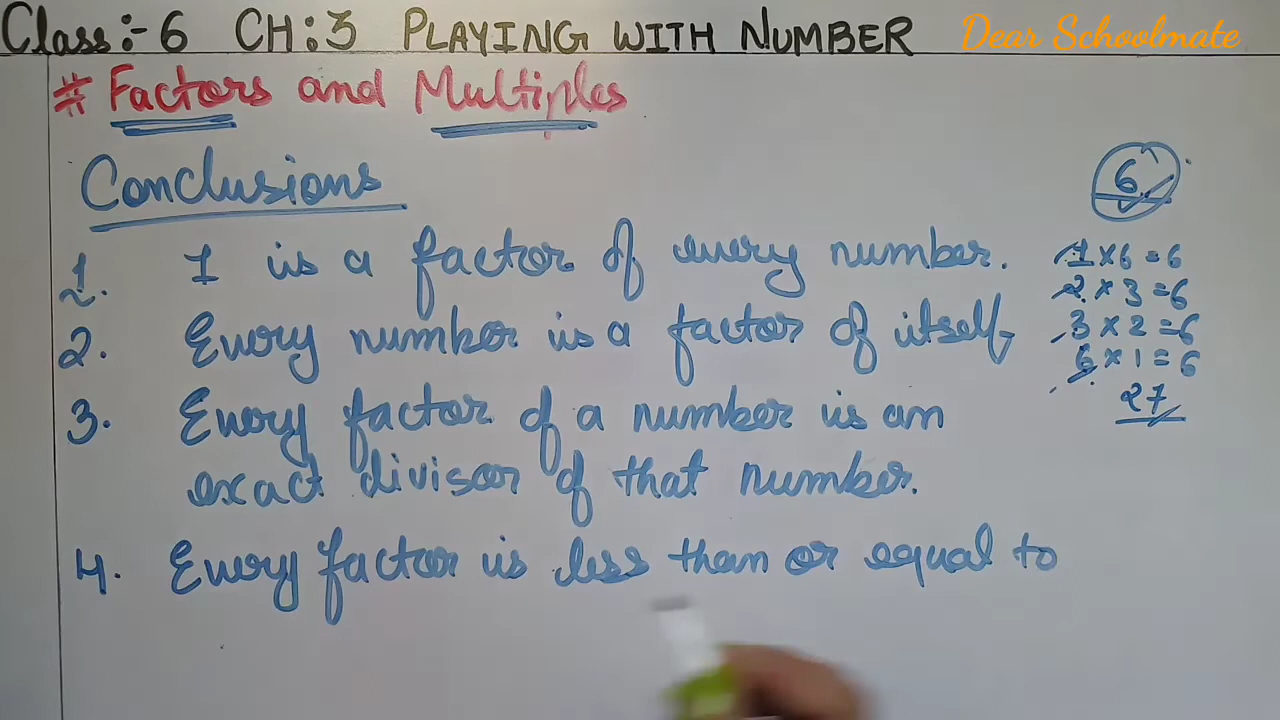 Class:-6 CH:3 PLAYING WITH NUMBER
Dear Schoolmate
# Factors and Multiples
Conclusions
1. 1 is a factor of every number.
2. Every number is a factor of itself.
3. Every factor of a number is an
exact divisor of that number.
4. Every factor is less than or equal to
6
1 × 6 = 6
2 × 3 = 6
3 × 2 = 6
6 × 1 = 6
27